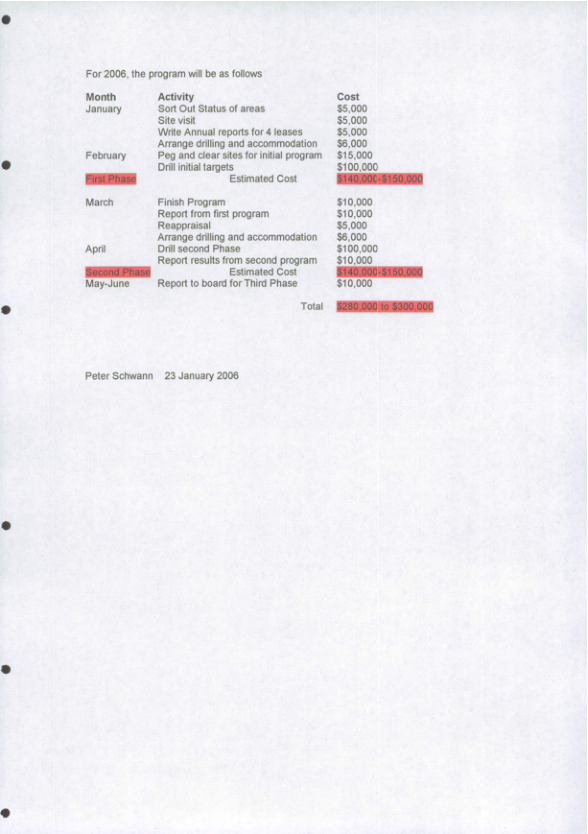 For 2006, the program will be as follows
Month Activity Cost
January Sort Out Status of areas $5,000
Site visit $5,000
Write Annual reports for 4 leases $5,000
Arrange drilling and accommodation $6,000
February Peg and clear sites for initial program $15,000
Drill initial targets $100,000
First Phase Estimated Cost $140,000-$150,000
March Finish Program $10,000
Report from first program $10,000
Reappraisal $5,000
Arrange drilling and accommodation $6,000
April Drill second Phase $100,000
Report results from second program $10,000
Second Phase Estimated Cost $140,000-$150,000
May-June Report to board for Third Phase $10,000
Total $280,000 to $300,000
Peter Schwann 23 January 2006